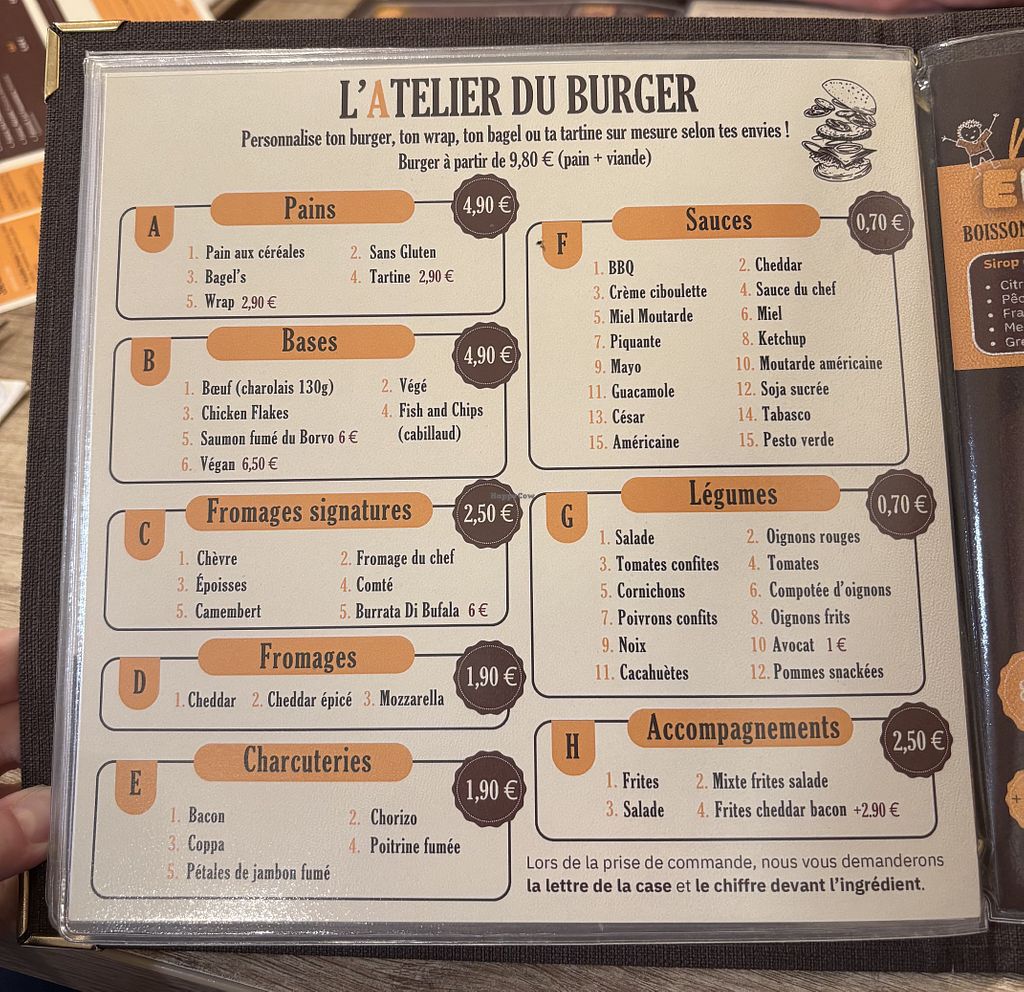 L'ATELIER DU BURGER
Personnalise ton burger, ton wrap, ton bagel ou ta tartine sur mesure selon tes envies !
Burger à partir de 9,80 € (pain + viande)
A Pains 4,90 €
1. Pain aux céréales 2. Sans Gluten
3. Bagel's 4. Tartine 2,90 €
5. Wrap 2,90 €
B Bases 4,90 €
1. Bœuf (charolais 130g) 2. Végé
3. Chicken Flakes 4. Fish and Chips
(cabillaud)
5. Saumon fumé du Borvo 6 €
6. Végan 6,50 €
C Fromages signatures 2,50 €
1. Chèvre 2. Fromage du chef
3. Époisses 4. Comté
5. Camembert 5. Burrata Di Bufala 6 €
D Fromages 1,90 €
1. Cheddar 2. Cheddar épicé 3. Mozzarella
E Charcuteries 1,90 €
1. Bacon 2. Chorizo
3. Coppa 4. Poitrine fumée
5. Pétales de jambon fumé
F Sauces 0,70 €
1. BBQ 2. Cheddar
3. Crème ciboulette 4. Sauce du chef
5. Miel Moutarde 6. Miel
7. Piquante 8. Ketchup
9. Mayo 10. Moutarde américaine
11. Guacamole 12. Soja sucrée
13. César 14. Tabasco
15. Américaine 15. Pesto verde
G Légumes 0,70 €
1. Salade 2. Oignons rouges
3. Tomates confites 4. Tomates
5. Cornichons 6. Compotée d'oignons
7. Poivrons confits 8. Oignons frits
9. Noix 10 Avocat 1 €
11. Cacahuètes 12. Pommes snackées
H Accompagnements 2,50 €
1. Frites 2. Mixte frites salade
3. Salade 4. Frites cheddar bacon +2.90 €
Lors de la prise de commande, nous vous demanderons
la lettre de la case et le chiffre devant l'ingrédient.
HappyCow
BOISSON
Sirop
• Citr
• Pêc
• Fra
• Me
• Gre